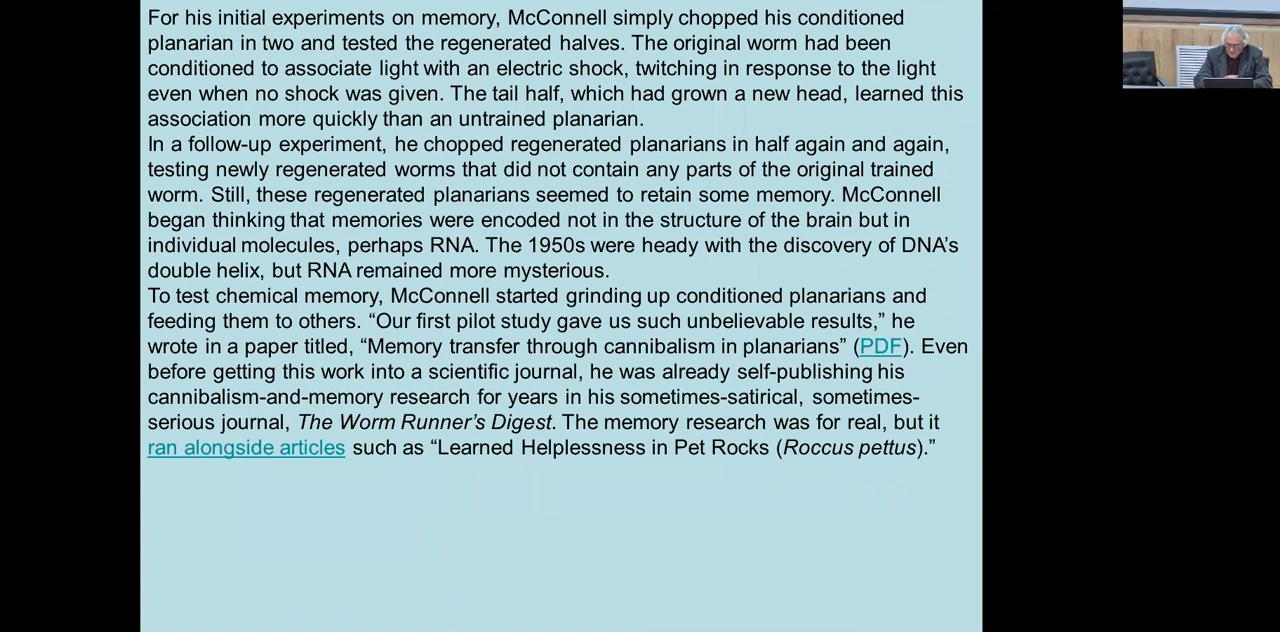 For his initial experiments on memory, McConnell simply chopped his conditioned
planarian in two and tested the regenerated halves. The original worm had been
conditioned to associate light with an electric shock, twitching in response to the light
even when no shock was given. The tail half, which had grown a new head, learned this
association more quickly than an untrained planarian.
In a follow-up experiment, he chopped regenerated planarians in half again and again,
testing newly regenerated worms that did not contain any parts of the original trained
worm. Still, these regenerated planarians seemed to retain some memory. McConnell
began thinking that memories were encoded not in the structure of the brain but in
individual molecules, perhaps RNA. The 1950s were heady with the discovery of DNA’s
double helix, but RNA remained more mysterious.
To test chemical memory, McConnell started grinding up conditioned planarians and
feeding them to others. “Our first pilot study gave us such unbelievable results,” he
wrote in a paper titled, “Memory transfer through cannibalism in planarians” (PDF). Even
before getting this work into a scientific journal, he was already self-publishing his
cannibalism-and-memory research for years in his sometimes-satirical, sometimes-
serious journal, The Worm Runner’s Digest. The memory research was for real, but it
ran alongside articles such as “Learned Helplessness in Pet Rocks (Roccus pettus).”